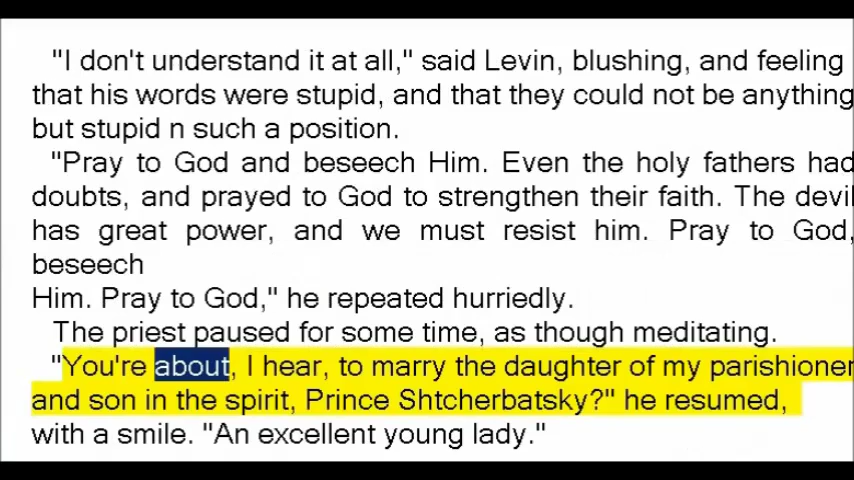 "I don't understand it at all," said Levin, blushing, and feeling
that his words were stupid, and that they could not be anything
but stupid n such a position.
"Pray to God and beseech Him. Even the holy fathers had
doubts, and prayed to God to strengthen their faith. The devil
has great power, and we must resist him. Pray to God,
beseech
Him. Pray to God," he repeated hurriedly.
The priest paused for some time, as though meditating.
"You're about, I hear, to marry the daughter of my parishioner
and son in the spirit, Prince Shtcherbatsky?" he resumed,
with a smile. "An excellent young lady."